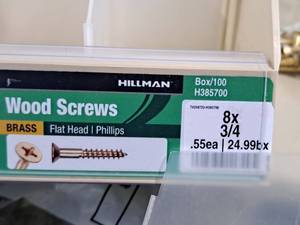 HILLMAN
Box/100
H385700
Wood Screws
BRASS
Flat Head | Phillips
8x
3/4
.55ea | 24.99bx